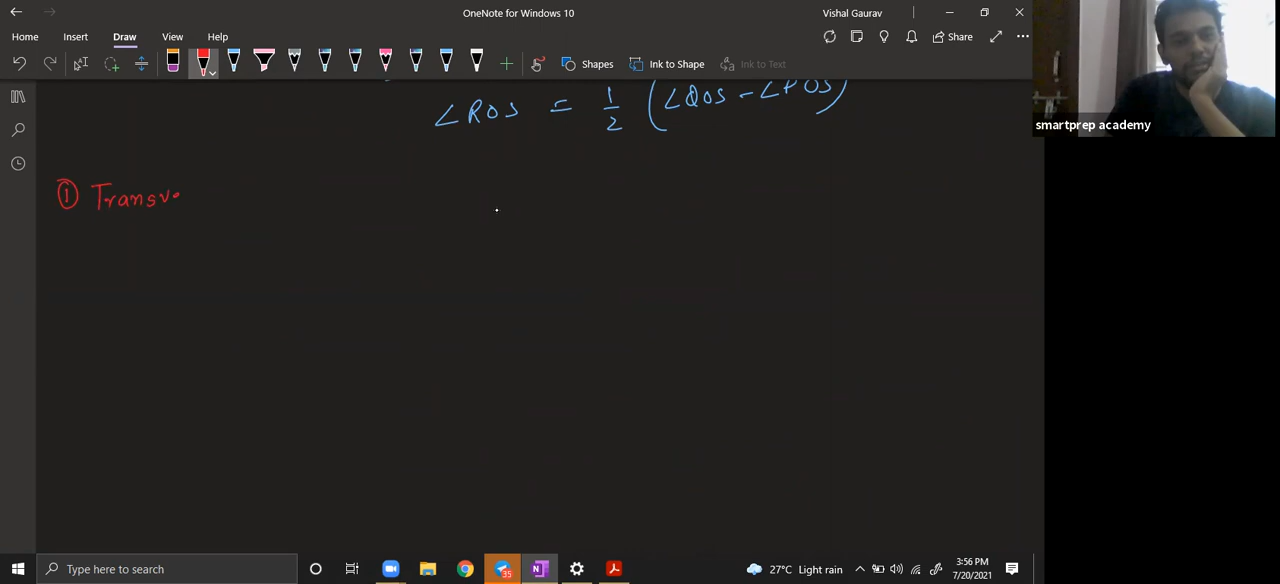 OneNote for Windows 10
Vishal Gaurav
Home Insert Draw View Help
Share
Shapes Ink to Shape Ink to Text
∠ROS = 1/2 (∠QOS - ∠POS)
smartprep academy
① Transve
Type here to search
35
27°C Light rain
3:56 PM
7/20/2021